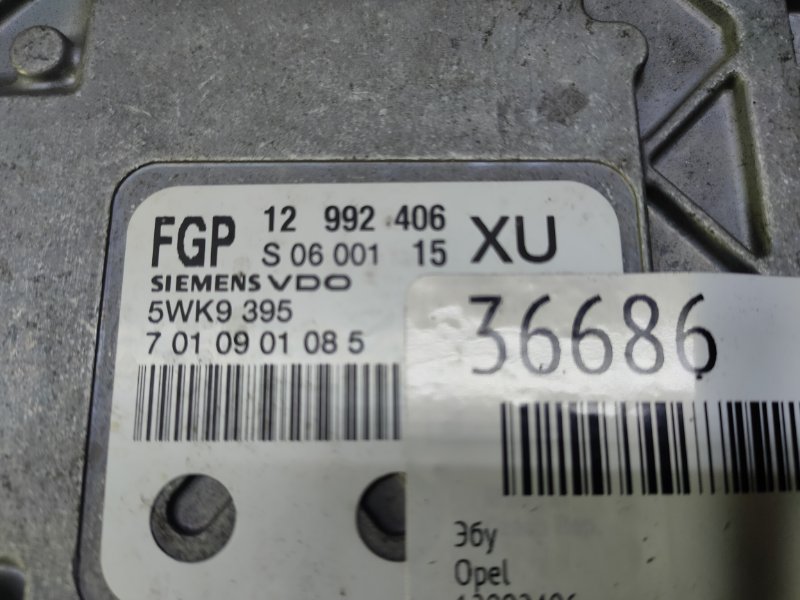 FGP 12 992 406 XU
S 06 001 15
SIEMENS VDO
5WK9 395
7 01 09 01 08 5
36686
Эбу
Opel
12992406